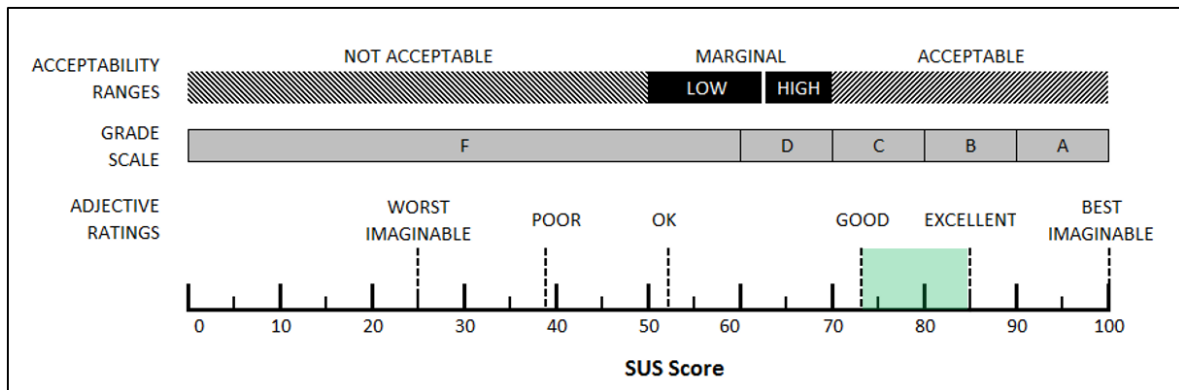 ACCEPTABILITY
RANGES
NOT ACCEPTABLE
MARGINAL
ACCEPTABLE
LOW
HIGH
GRADE
SCALE
F
D
C
B
A
ADJECTIVE
RATINGS
WORST
IMAGINABLE
POOR
OK
GOOD
EXCELLENT
BEST
IMAGINABLE
0 10 20 30 40 50 60 70 80 90 100
SUS Score